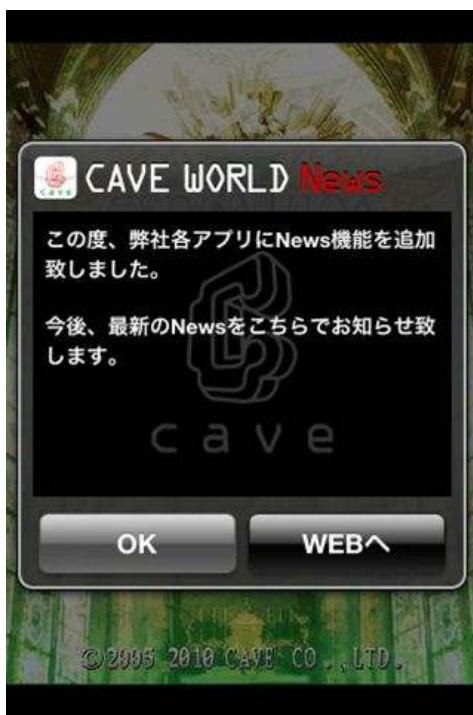 cave
CAVE WORLD News
この度、弊社各アプリにNews機能を追加
致しました。
今後、最新のNewsをこちらでお知らせ致
します。
cave
OK
WEBへ
©2005 2010 CAVE CO.,LTD.